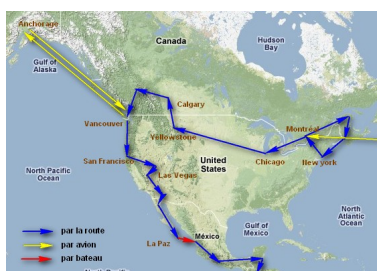 Anchorage
Canada
Hudson
Bay
Gulf of
Alaska
Calgary
Vancouver
Montréal
Yellowstone
San Francisco
Chicago
New york
North Pacific
Ocean
Las Vegas
United
States
North
Atlantic
Ocean
par la route
par avion
par bateau
La Paz
México
Gulf of
Mexico